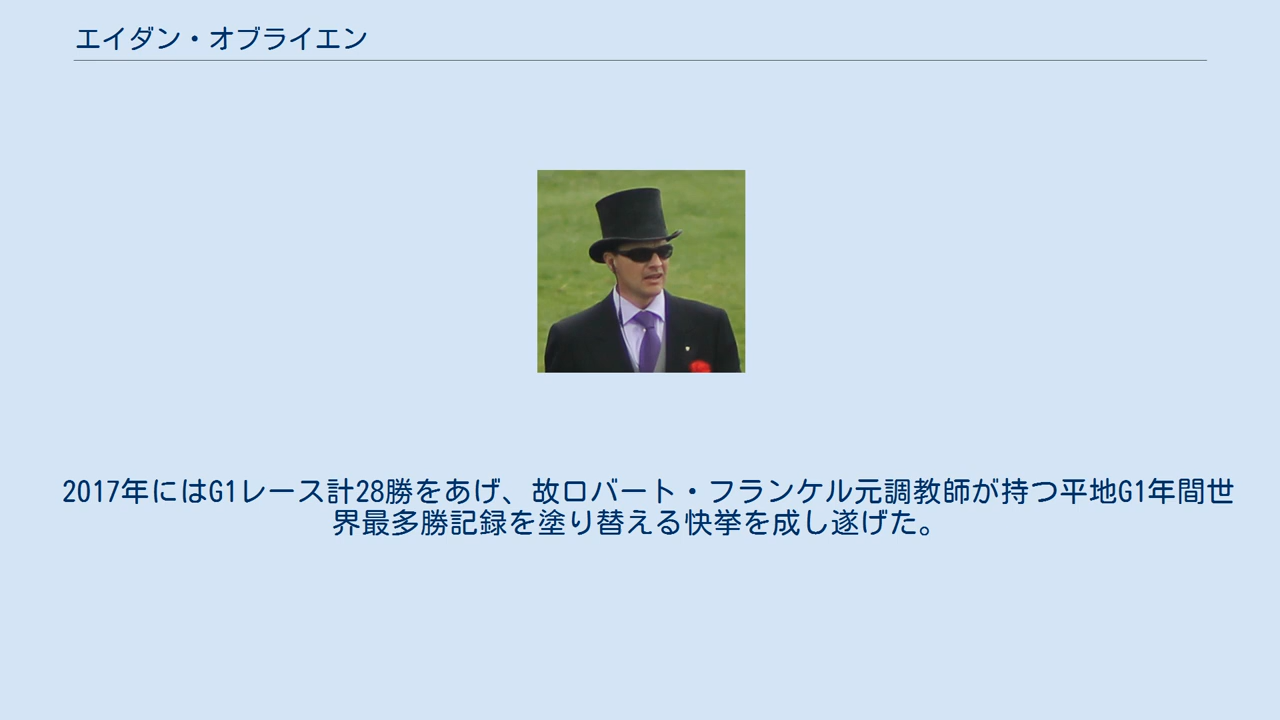 エイダン・オブライエン
2017年にはG1レース計28勝をあげ、故ロバート・フランケル元調教師が持つ平地G1年間世
界最多勝記録を塗り替える快挙を成し遂げた。